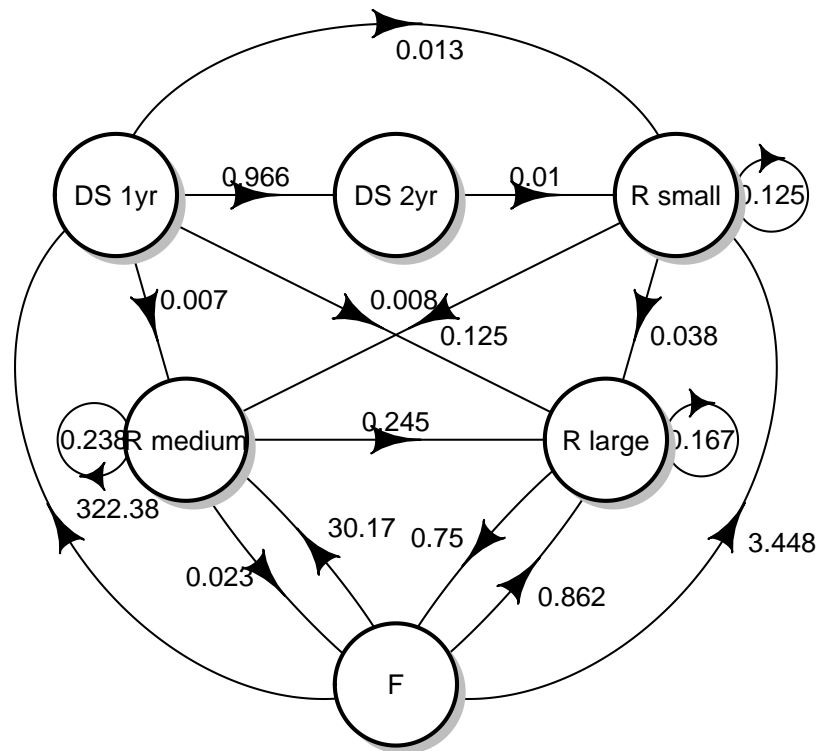 0.013
DS 1yr
0.966
DS 2yr
0.01
R small
0.125
0.007
0.008
0.125
0.038
0.238
R medium
0.245
R large
0.167
322.38
30.17
0.75
3.448
0.023
0.862
F